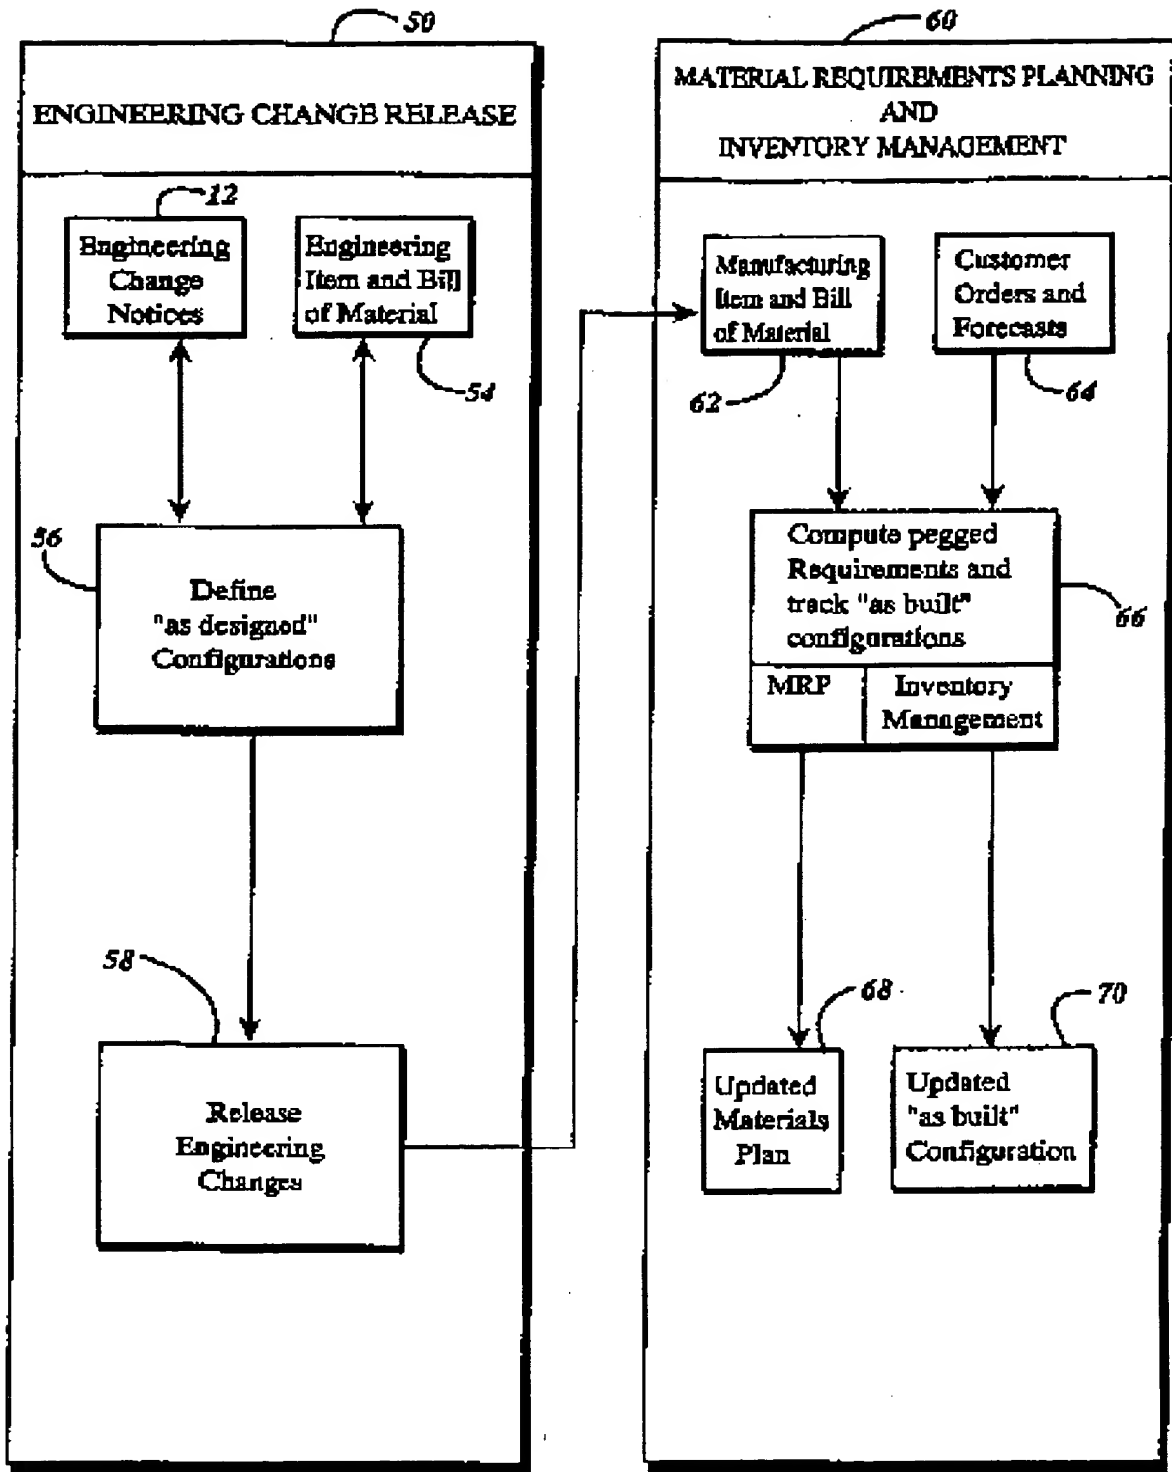 50
ENGINEERING CHANGE RELEASE
12
Engineering
Change
Notices
Engineering
Item and Bill
of Material
54
56
Define
"as designed"
Configurations
58
Release
Engineering
Changes
60
MATERIAL REQUIREMENTS PLANNING
AND
INVENTORY MANAGEMENT
Manufacturing
Item and Bill
of Material
62
Customer
Orders and
Forecasts
64
Compute pegged
Requirements and
track "as built"
configurations
66
MRP
Inventory
Management
68
Updated
Materials
Plan
70
Updated
"as built"
Configuration